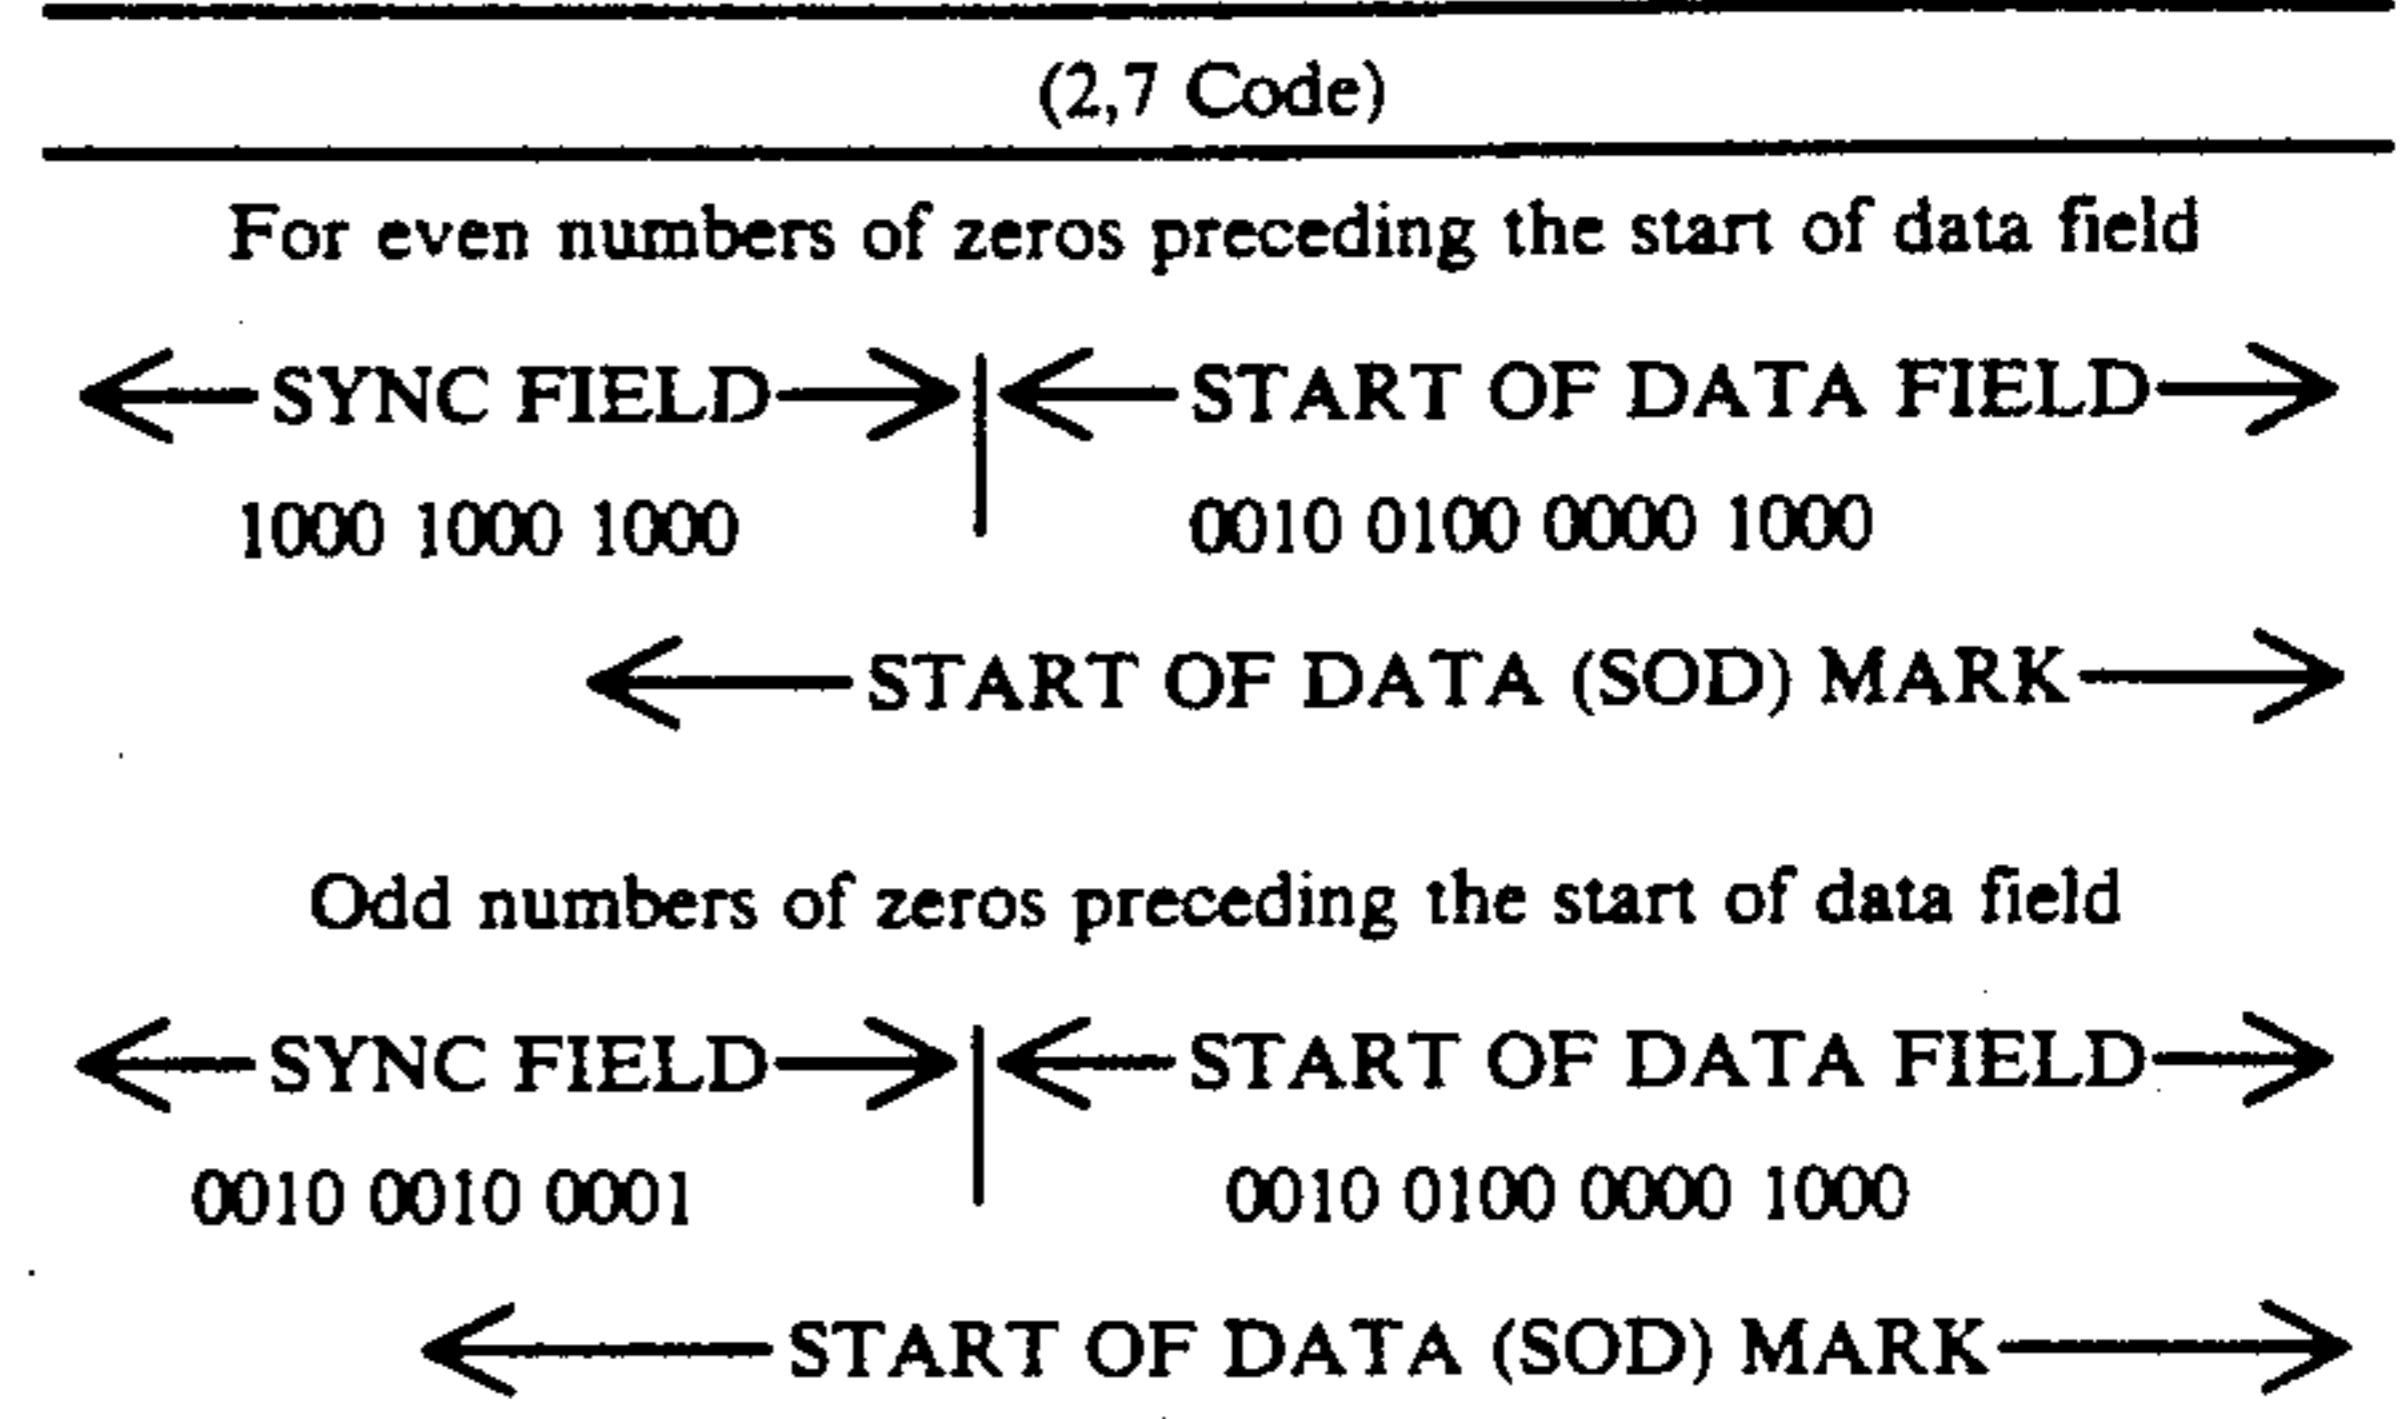 (2,7 Code)
For even numbers of zeros preceding the start of data field
SYNC FIELD START OF DATA FIELD
1000 1000 1000 0010 0100 0000 1000
START OF DATA (SOD) MARK
Odd numbers of zeros preceding the start of data field
SYNC FIELD START OF DATA FIELD
0010 0010 0001 0010 0100 0000 1000
START OF DATA (SOD) MARK